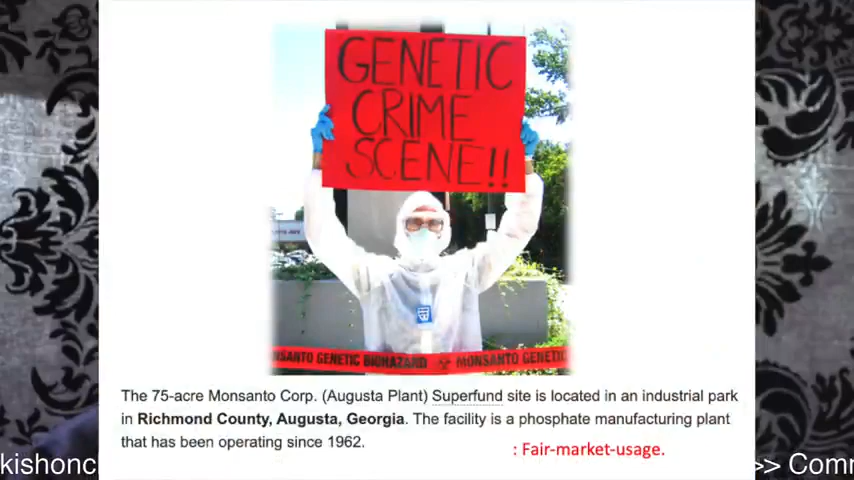 GENETIC
CRIME
SCENE!!
NSANTO GENETIC BIOHAZARD MONSANTO GENETIC
The 75-acre Monsanto Corp. (Augusta Plant) Superfund site is located in an industrial park
in Richmond County, Augusta, Georgia. The facility is a phosphate manufacturing plant
that has been operating since 1962.
: Fair-market-usage.
kishoncl >> Comm